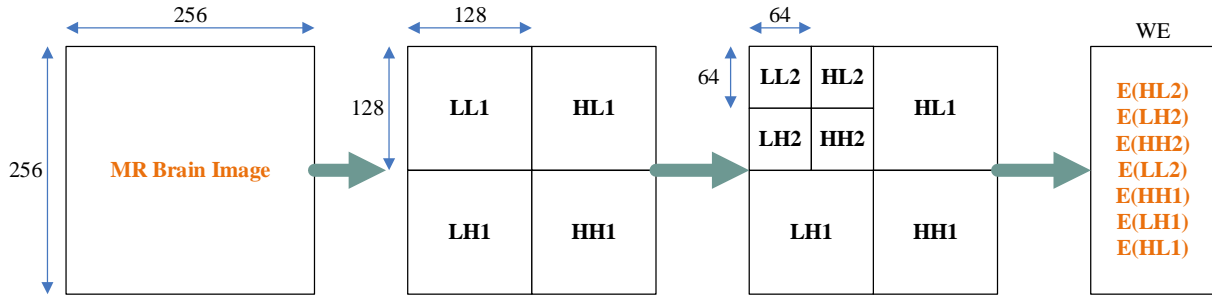 256
256
MR Brain Image
128
128
LL1
HL1
LH1
HH1
64
64
LL2
HL2
LH2
HH2
HL1
LH1
HH1
WE
E(HL2)
E(LH2)
E(HH2)
E(LL2)
E(HH1)
E(LH1)
E(HL1)